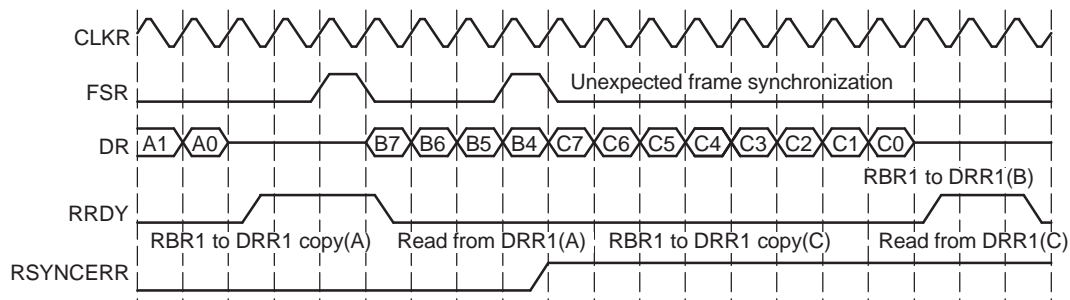 CLKR
FSR Unexpected frame synchronization
DR A1 A0 B7 B6 B5 B4 C7 C6 C5 C4 C3 C2 C1 C0
RBR1 to DRR1(B)
RRDY
RBR1 to DRR1 copy(A) Read from DRR1(A) RBR1 to DRR1 copy(C) Read from DRR1(C)
RSYNCERR